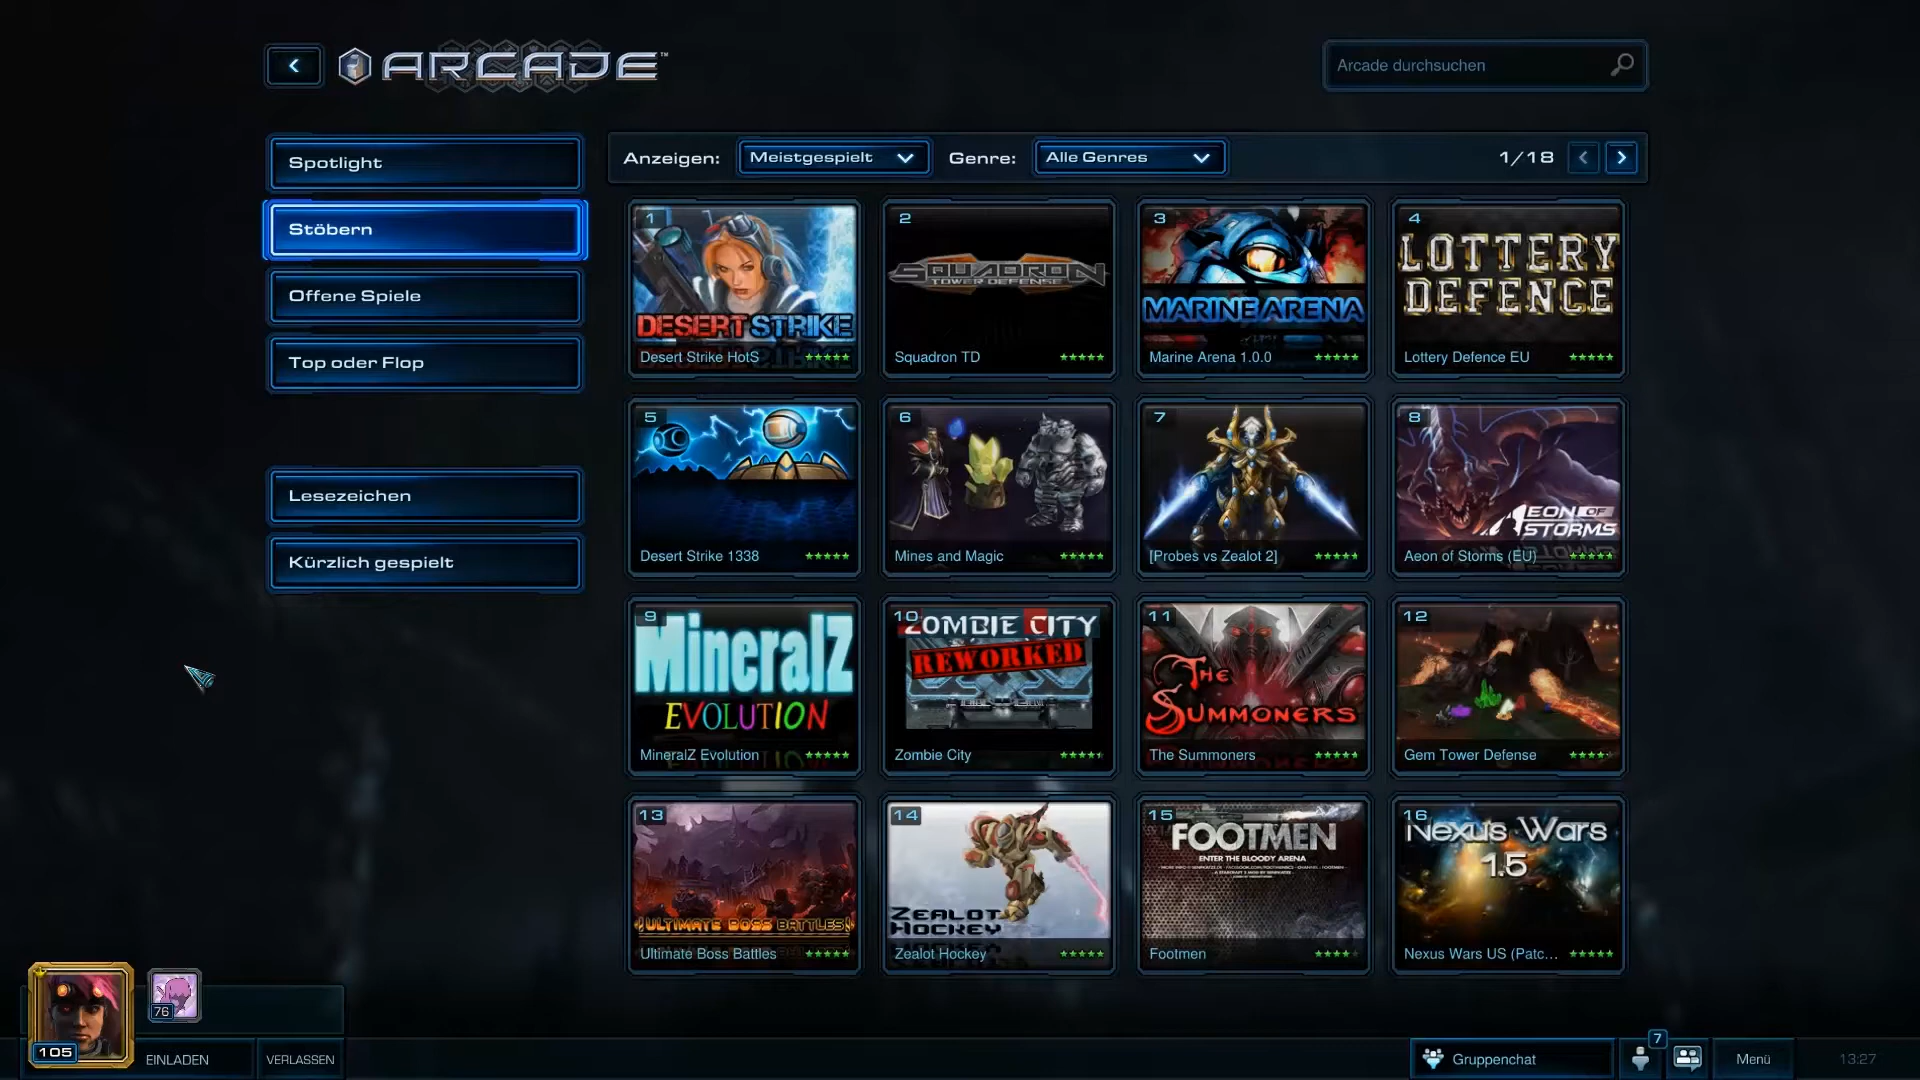 ARCADE™
Arcade durchsuchen
Spotlight
Stöbern
Offene Spiele
Top oder Flop
Lesezeichen
Kürzlich gespielt
Anzeigen: Meistgespielt Genre: Alle Genres 1/18
1
DESERT STRIKE
Desert Strike HotS
2
SQUADRON
TOWER DEFENSE
Squadron TD
3
MARINE ARENA
Marine Arena 1.0.0
4
LOTTERY
DEFENCE
Lottery Defence EU
5
Desert Strike 1338
6
Mines and Magic
7
[Probes vs Zealot 2]
8
AEON OF
STORMS
Aeon of Storms (EU)
9
MineralZ
EVOLUTION
MineralZ Evolution
10
ZOMBIE CITY
REWORKED
Zombie City
11
THE
SUMMONERS
The Summoners
12
Gem Tower Defense
13
ULTIMATE BOSS BATTLES
Ultimate Boss Battles
14
ZEALOT
HOCKEY
Zealot Hockey
15
FOOTMEN
ENTER THE BLOODY ARENA
Footmen
16
Nexus Wars
1.5
Nexus Wars US (Patc...
105
76
EINLADEN
VERLASSEN
Gruppenchat
7
Menü
13:27